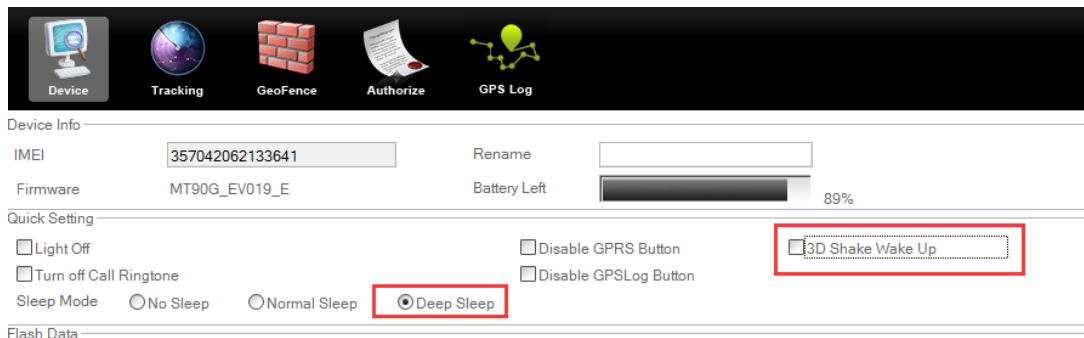 Device Tracking GeoFence Authorize GPS Log
Device Info
IMEI 357042062133641 Rename
Firmware MT90G_EV019_E Battery Left 89%
Quick Setting
Light Off Disable GPRS Button 3D Shake Wake Up
Turn off Call Ringtone Disable GPSLog Button
Sleep Mode No Sleep Normal Sleep Deep Sleep
Flash Data